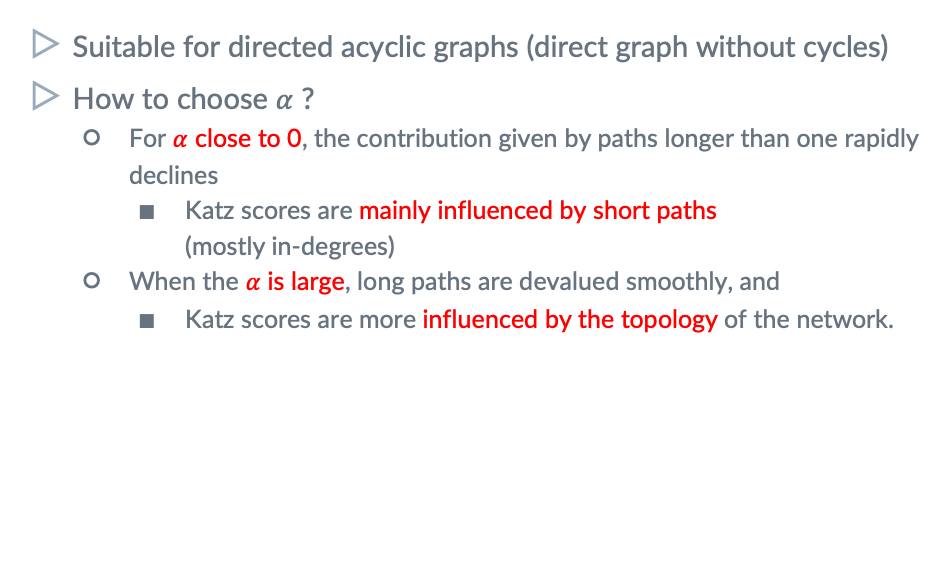 Suitable for directed acyclic graphs (direct graph without cycles)
How to choose α ?
For α close to 0, the contribution given by paths longer than one rapidly
declines
Katz scores are mainly influenced by short paths
(mostly in-degrees)
When the α is large, long paths are devalued smoothly, and
Katz scores are more influenced by the topology of the network.